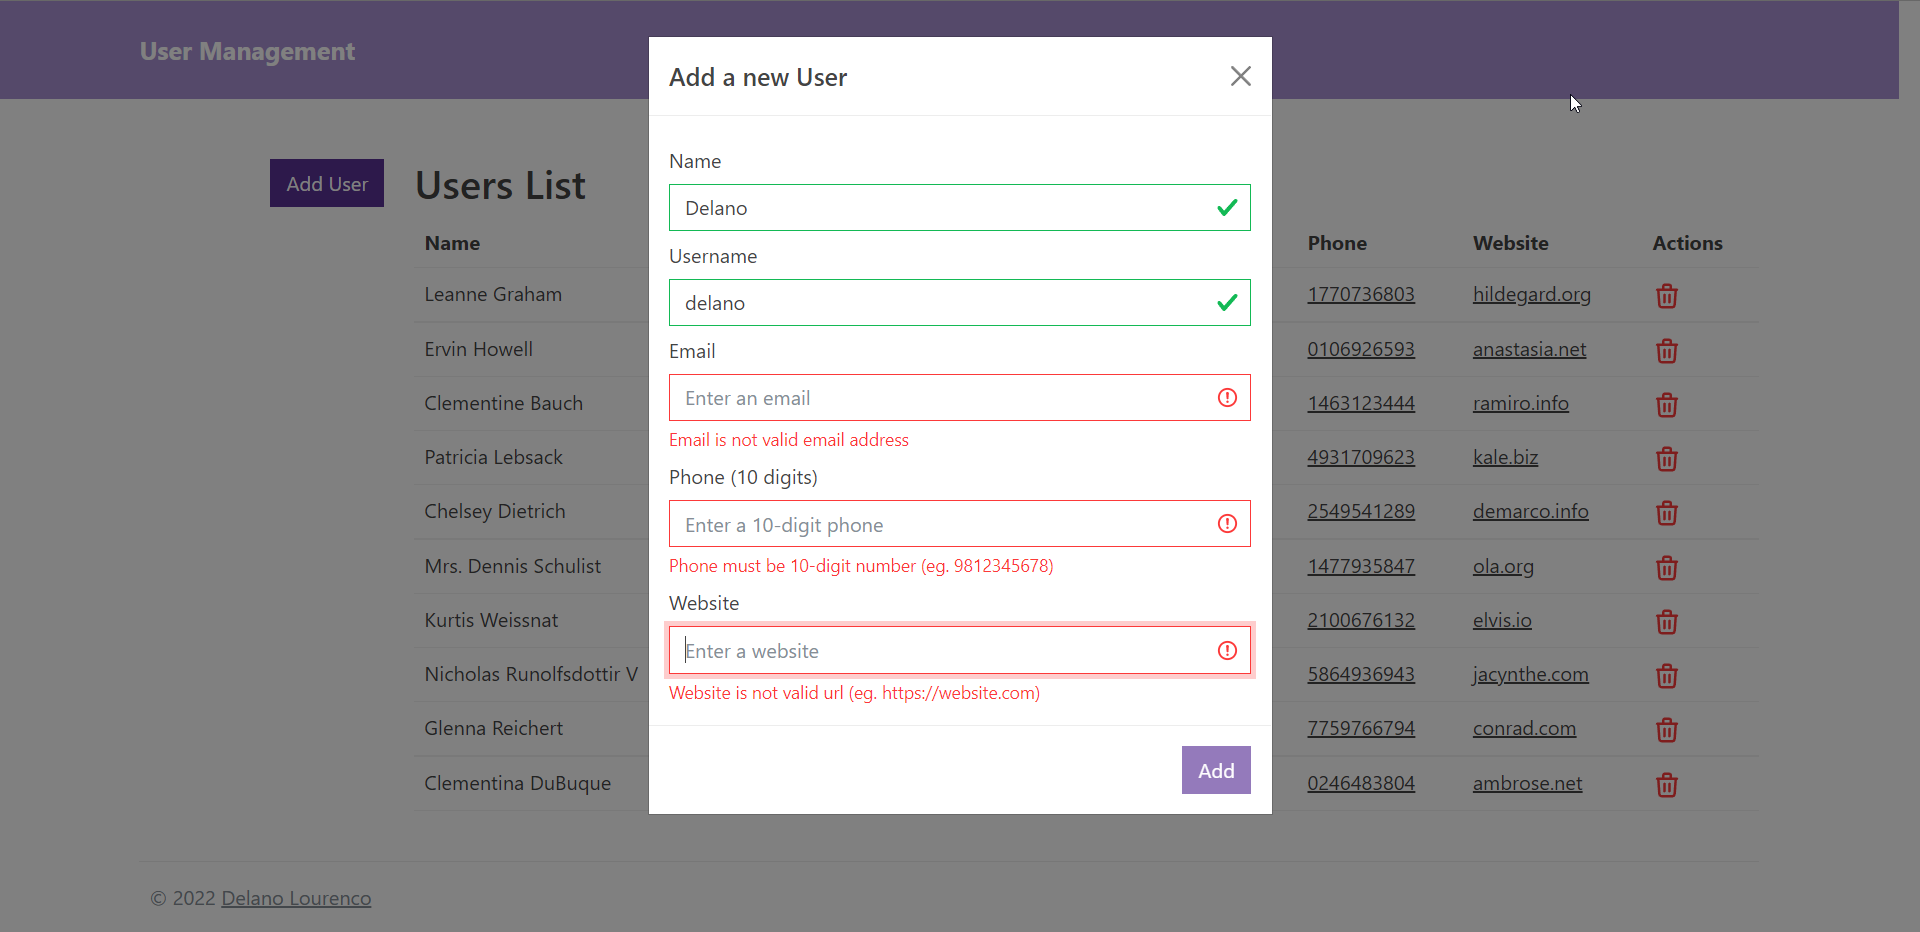 User Management
Add a new User
Name
Delano
Username
delano
Email
Enter an email
Email is not valid email address
Phone (10 digits)
Enter a 10-digit phone
Phone must be 10-digit number (eg. 9812345678)
Website
Enter a website
Website is not valid url (eg. https://website.com)
Add
Add User
Users List
Name Phone Website Actions
Leanne Graham 1770736803 hildegard.org
Ervin Howell 0106926593 anastasia.net
Clementine Bauch 1463123444 ramiro.info
Patricia Lebsack 4931709623 kale.biz
Chelsey Dietrich 2549541289 demarco.info
Mrs. Dennis Schulist 1477935847 ola.org
Kurtis Weissnat 2100676132 elvis.io
Nicholas Runolfsdottir V 5864936943 jacynthe.com
Glenna Reichert 7759766794 conrad.com
Clementina DuBuque 0246483804 ambrose.net
© 2022 Delano Lourenco